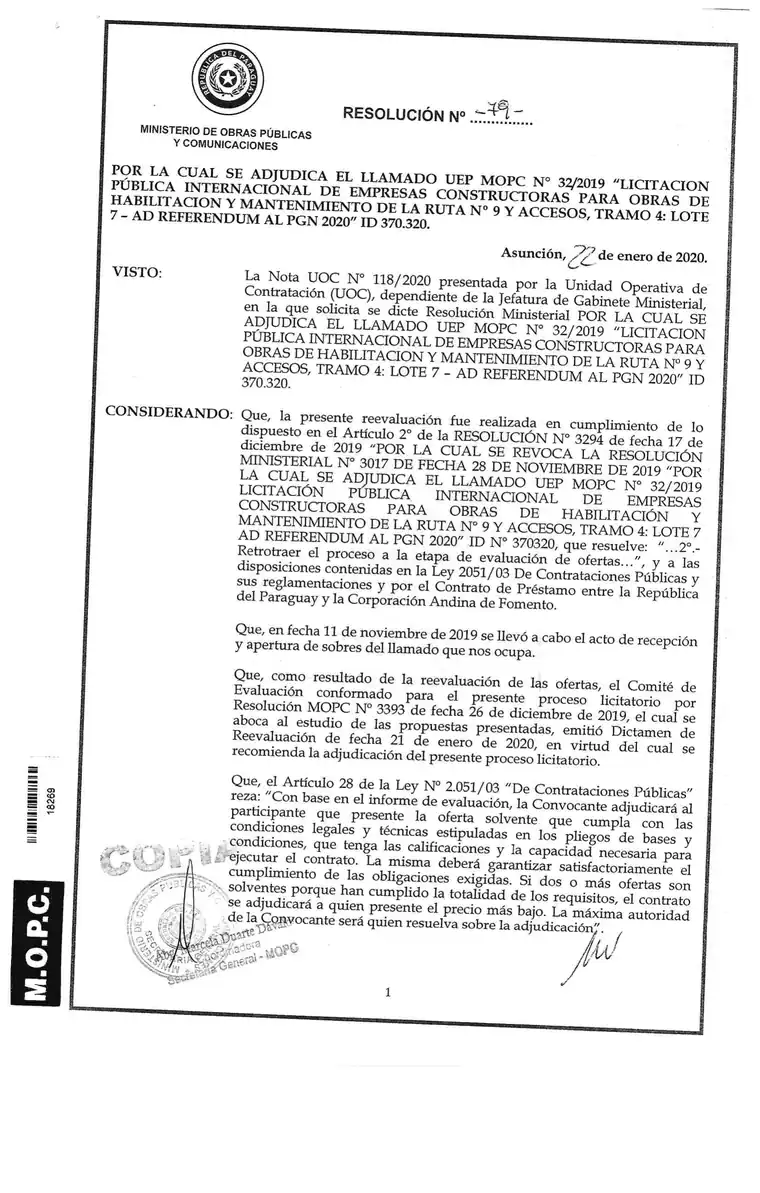 REPUBLICA DEL PARAGUAY
MINISTERIO DE OBRAS PÚBLICAS
Y COMUNICACIONES
RESOLUCIÓN Nº -79-
POR LA CUAL SE ADJUDICA EL LLAMADO UEP MOPC Nº 32/2019 “LICITACION
PÚBLICA INTERNACIONAL DE EMPRESAS CONSTRUCTORAS PARA OBRAS DE
HABILITACION Y MANTENIMIENTO DE LA RUTA Nº 9 Y ACCESOS, TRAMO 4: LOTE
7 – AD REFERENDUM AL PGN 2020” ID 370.320.
Asunción, 22 de enero de 2020.
VISTO: La Nota UOC Nº 118/2020 presentada por la Unidad Operativa de
Contratación (UOC), dependiente de la Jefatura de Gabinete Ministerial,
en la que solicita se dicte Resolución Ministerial POR LA CUAL SE
ADJUDICA EL LLAMADO UEP MOPC Nº 32/2019 “LICITACION
PÚBLICA INTERNACIONAL DE EMPRESAS CONSTRUCTORAS PARA
OBRAS DE HABILITACION Y MANTENIMIENTO DE LA RUTA Nº 9 Y
ACCESOS, TRAMO 4: LOTE 7 – AD REFERENDUM AL PGN 2020” ID
370.320.
CONSIDERANDO: Que, la presente reevaluación fue realizada en cumplimiento de lo
dispuesto en el Artículo 2º de la RESOLUCIÓN Nº 3294 de fecha 17 de
diciembre de 2019 “POR LA CUAL SE REVOCA LA RESOLUCIÓN
MINISTERIAL Nº 3017 DE FECHA 28 DE NOVIEMBRE DE 2019 “POR
LA CUAL SE ADJUDICA EL LLAMADO UEP MOPC Nº 32/2019
LICITACIÓN PÚBLICA INTERNACIONAL DE EMPRESAS
CONSTRUCTORAS PARA OBRAS DE HABILITACIÓN Y
MANTENIMIENTO DE LA RUTA Nº 9 Y ACCESOS, TRAMO 4: LOTE 7
AD REFERENDUM AL PGN 2020” ID Nº 370320, que resuelve: “…2º.-
Retrotraer el proceso a la etapa de evaluación de ofertas…”, y a las
disposiciones contenidas en la Ley 2051/03 De Contrataciones Públicas y
sus reglamentaciones y por el Contrato de Préstamo entre la República
del Paraguay y la Corporación Andina de Fomento.
Que, en fecha 11 de noviembre de 2019 se llevó a cabo el acto de recepción
y apertura de sobres del llamado que nos ocupa.
Que, como resultado de la reevaluación de las ofertas, el Comité de
Evaluación conformado para el presente proceso licitatorio por
Resolución MOPC Nº 3393 de fecha 26 de diciembre de 2019, el cual se
aboca al estudio de las propuestas presentadas, emitió Dictamen de
Reevaluación de fecha 21 de enero de 2020, en virtud del cual se
recomienda la adjudicación del presente proceso licitatorio.
Que, el Artículo 28 de la Ley Nº 2.051/03 “De Contrataciones Públicas”
reza: “Con base en el informe de evaluación, la Convocante adjudicará al
participante que presente la oferta solvente que cumpla con las
condiciones legales y técnicas estipuladas en los pliegos de bases y
condiciones, que tenga las calificaciones y la capacidad necesaria para
ejecutar el contrato. La misma deberá garantizar satisfactoriamente el
cumplimiento de las obligaciones exigidas. Si dos o más ofertas son
solventes porque han cumplido la totalidad de los requisitos, el contrato
se adjudicará a quien presente el precio más bajo. La máxima autoridad
de la Convocante será quien resuelva sobre la adjudicación”.
COPIA
Abg. Marcela Duarte
Coordinadora
Secretaría General - MOPC
18269
M.O.P.C.
1